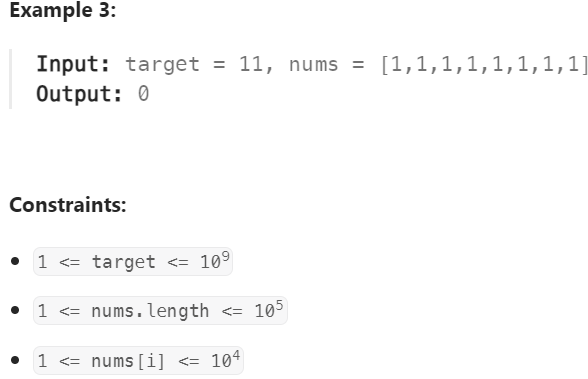 Example 3:
Input: target = 11, nums = [1,1,1,1,1,1,1,1]
Output: 0
Constraints:
• 1 <= target <= 10⁹
• 1 <= nums.length <= 10⁵
• 1 <= nums[i] <= 10⁴